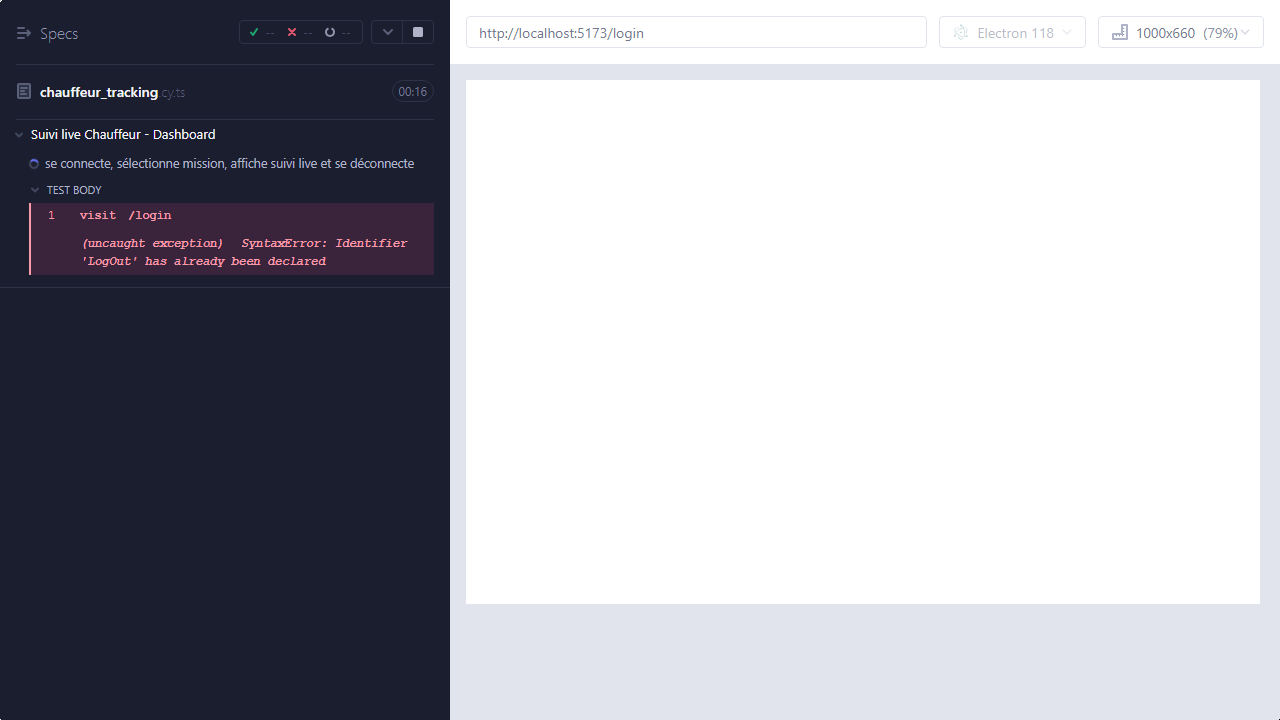 Specs
-- -- --
http://localhost:5173/login
Electron 118
1000x660 (79%)
chauffeur_tracking.cy.ts
00:16
Suivi live Chauffeur - Dashboard
se connecte, sélectionne mission, affiche suivi live et se déconnecte
TEST BODY
1 visit /login
(uncaught exception) SyntaxError: Identifier
'LogOut' has already been declared